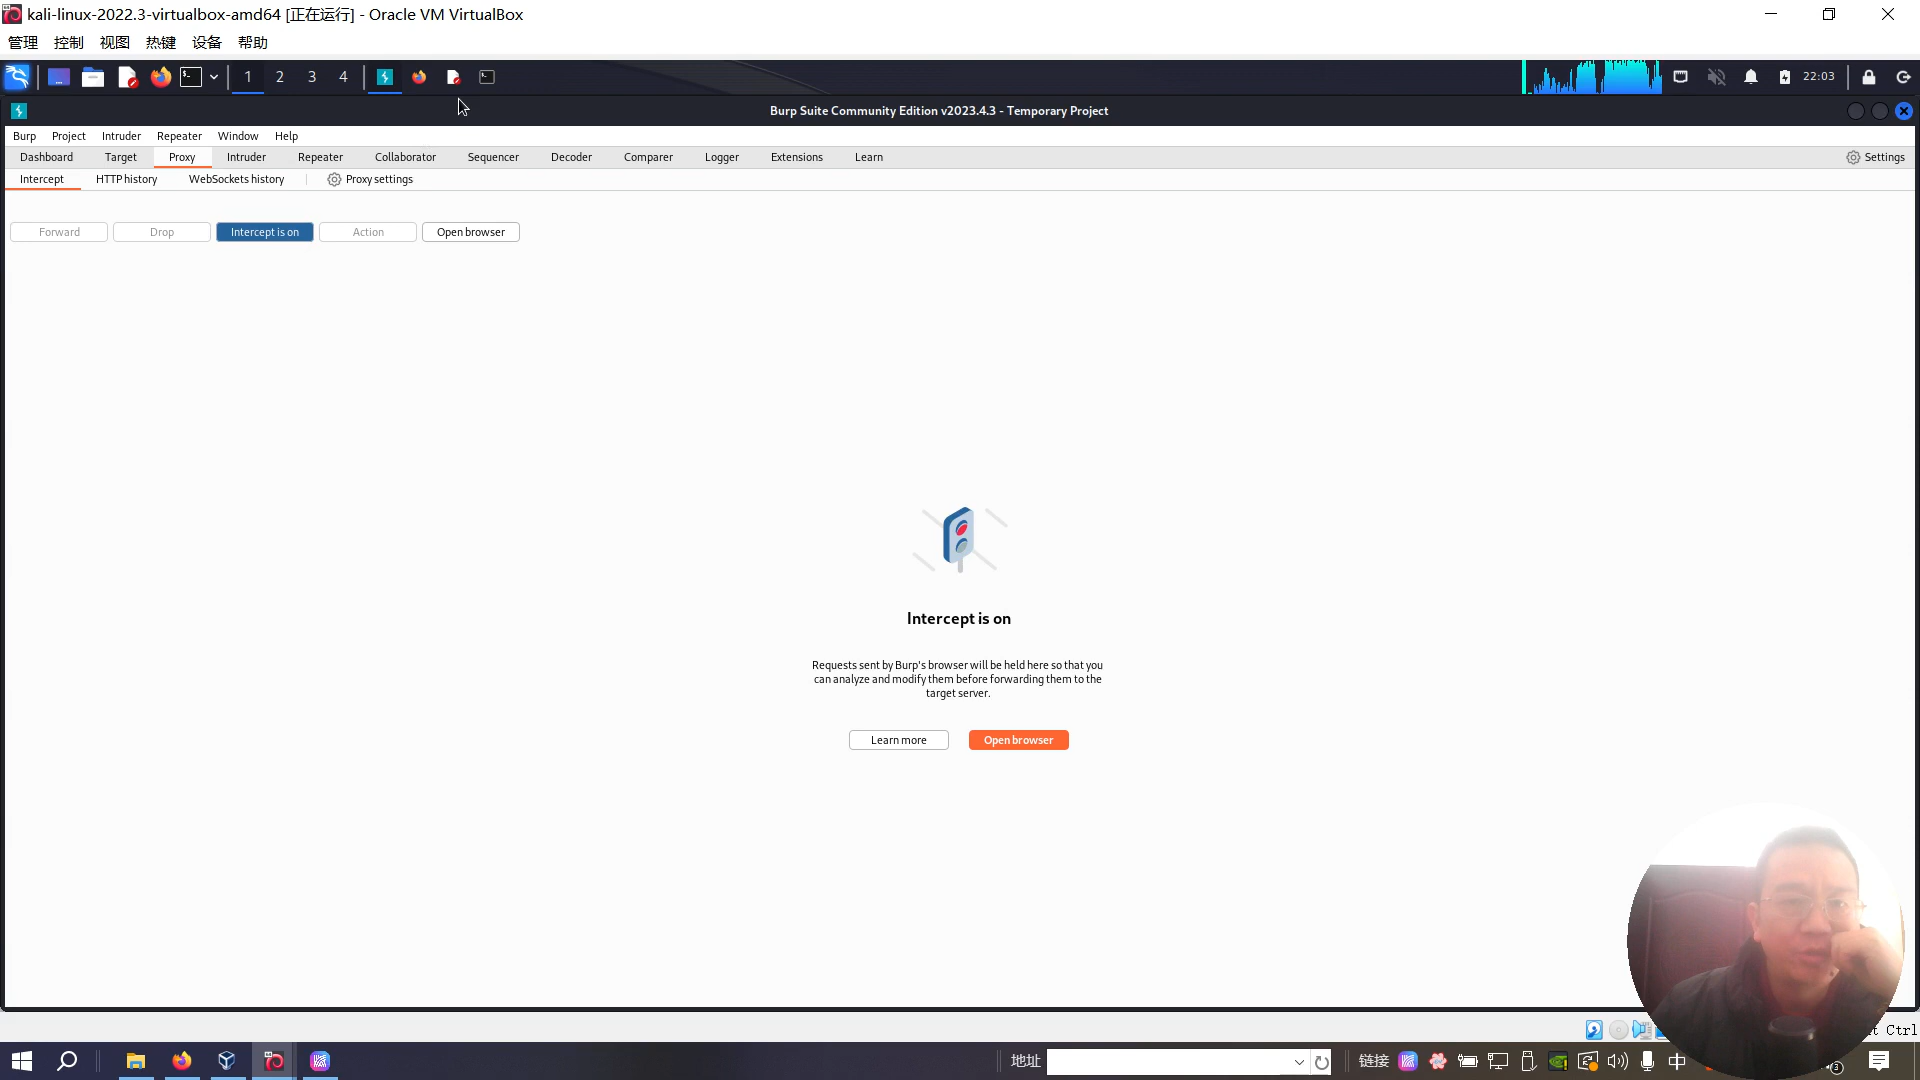 kali-linux-2022.3-virtualbox-amd64 [正在运行] - Oracle VM VirtualBox
管理 控制 视图 热键 设备 帮助
1 2 3 4 22:03
Burp Suite Community Edition v2023.4.3 - Temporary Project
Burp Project Intruder Repeater Window Help
Dashboard Target Proxy Intruder Repeater Collaborator Sequencer Decoder Comparer Logger Extensions Learn Settings
Intercept HTTP history WebSockets history Proxy settings
Forward Drop Intercept is on Action Open browser
Intercept is on
Requests sent by Burp's browser will be held here so that you
can analyze and modify them before forwarding them to the
target server.
Learn more Open browser
Ctrl
地址 链接 中 3